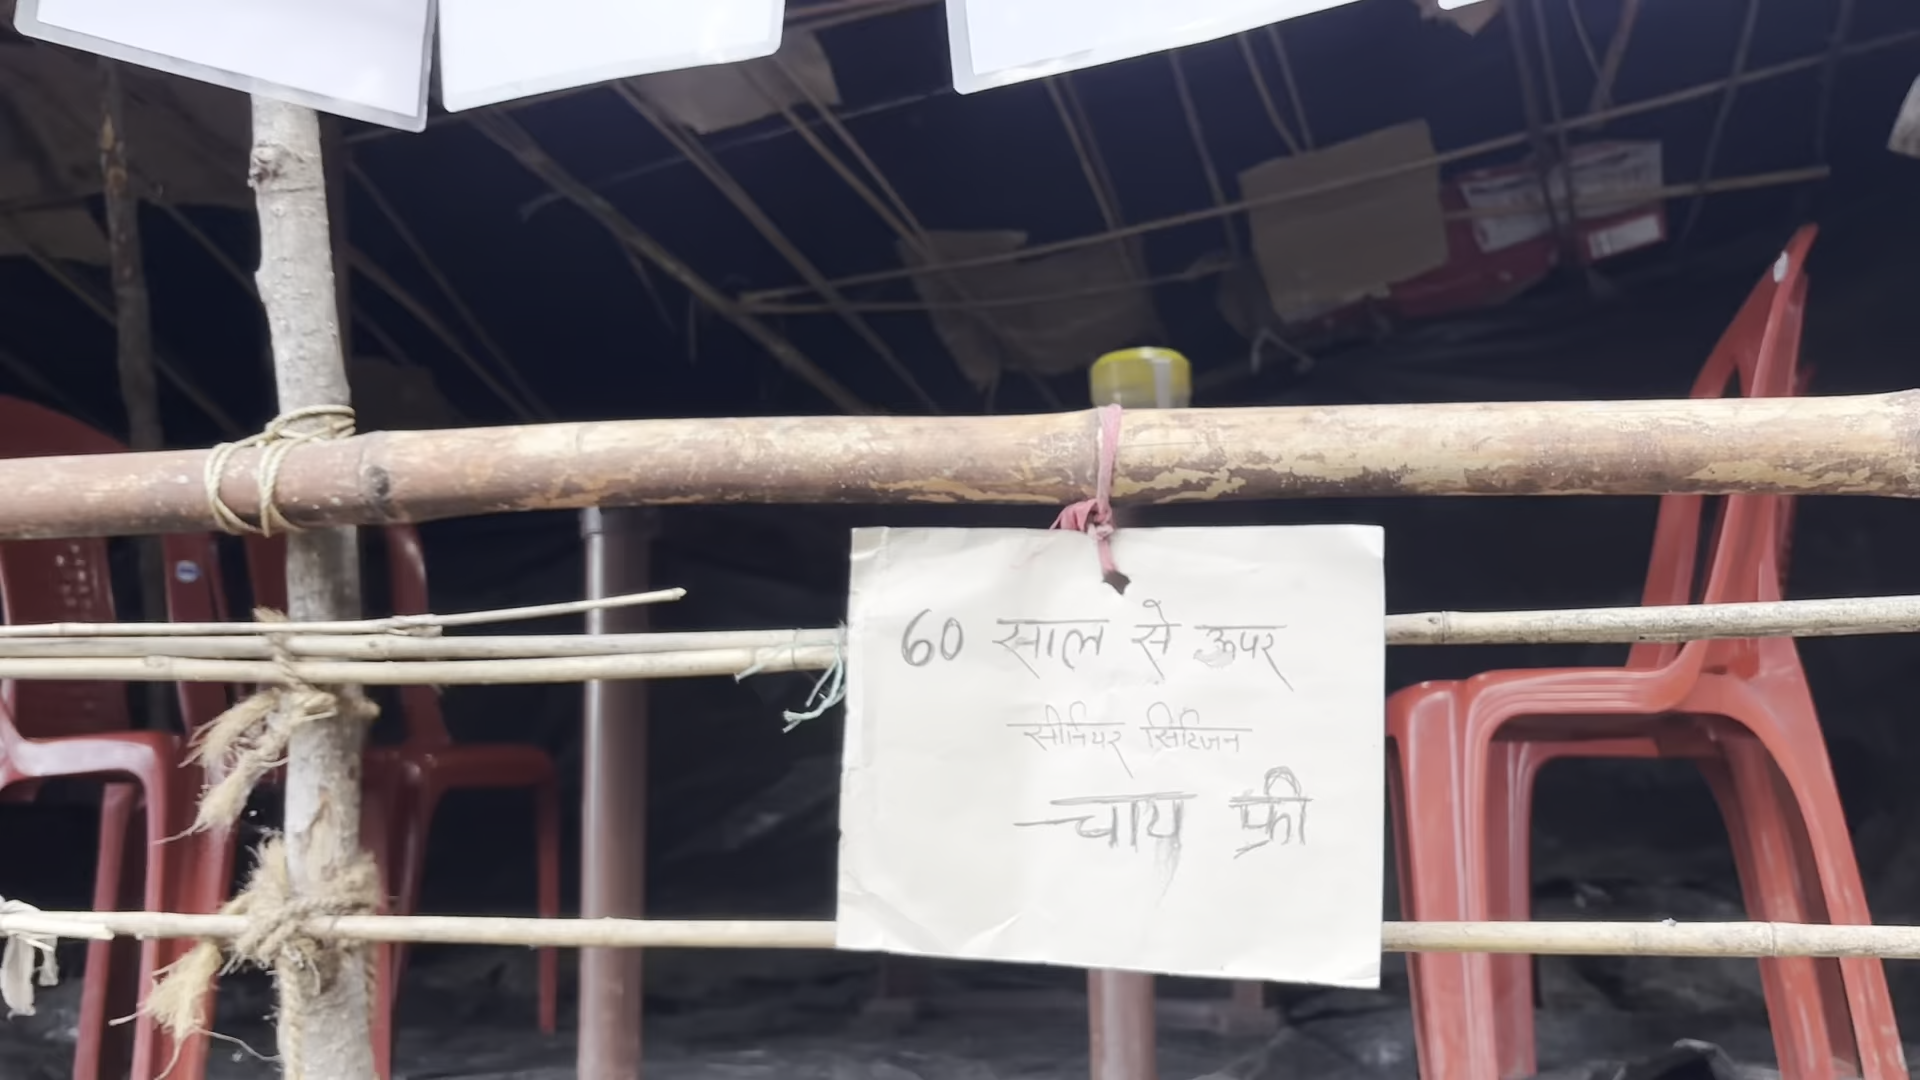 60 साल से ऊपर
सीनियर सिटिजन
चाय फ्री